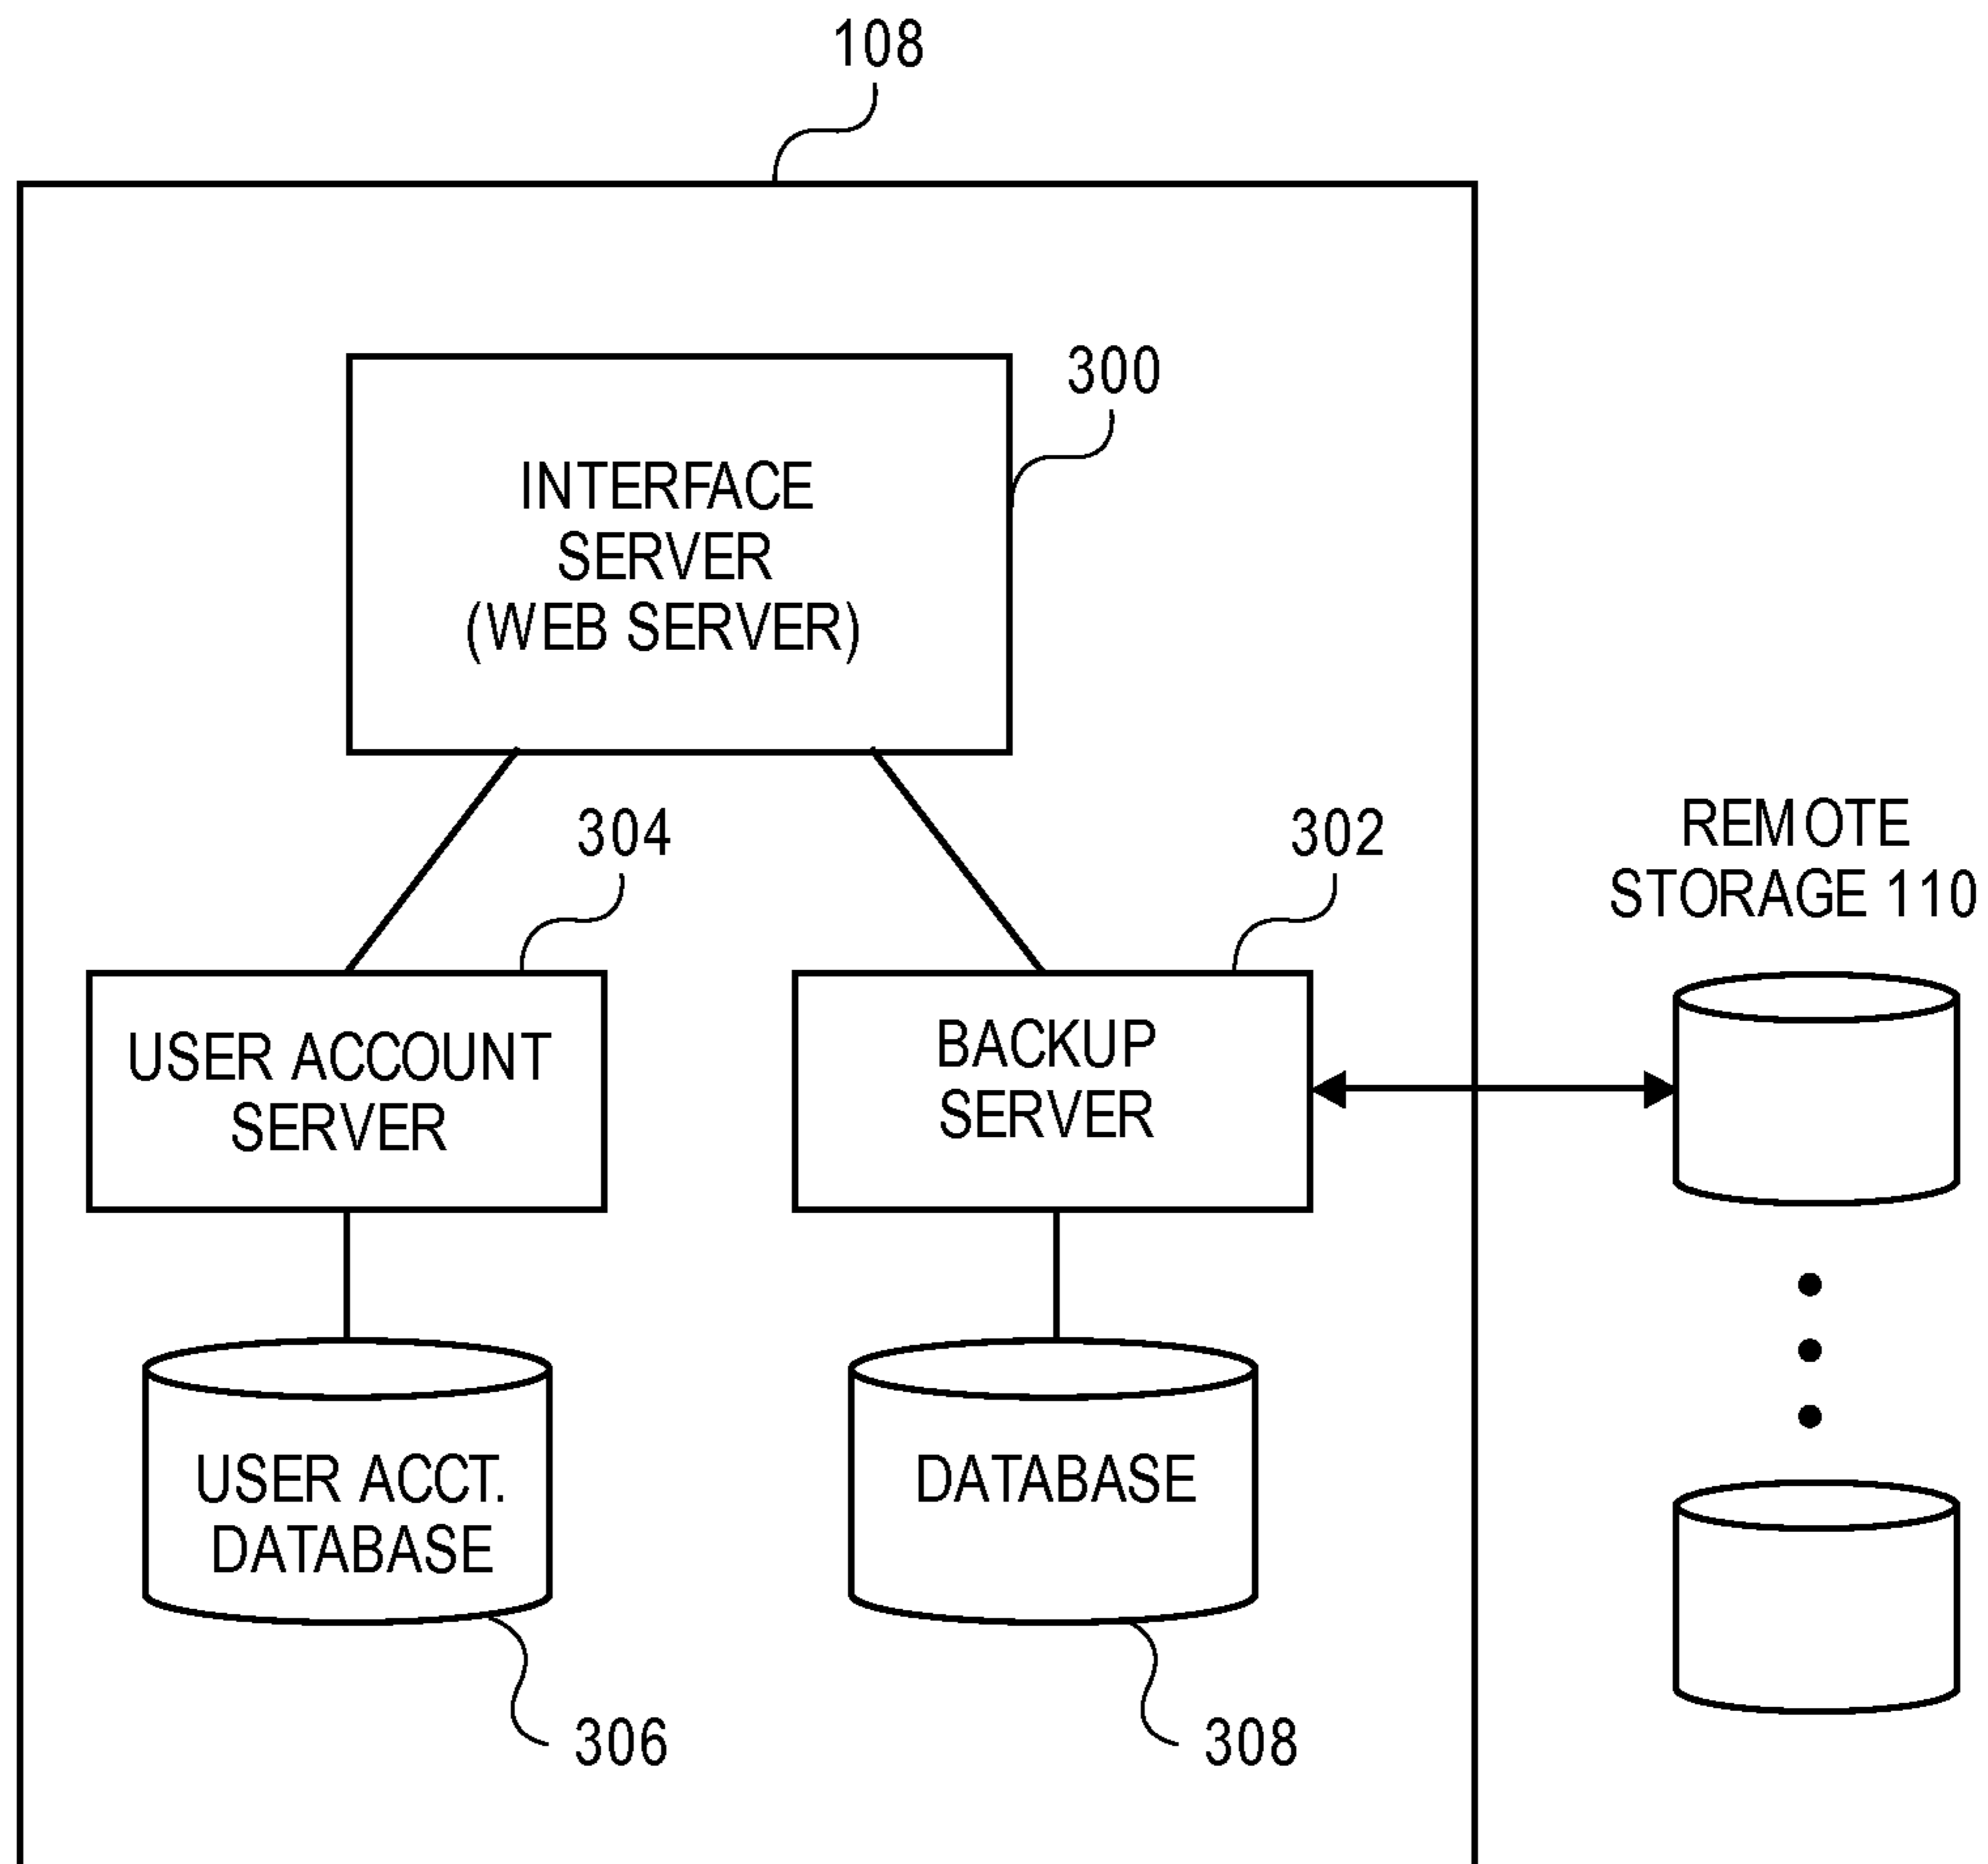 108
300
INTERFACE
SERVER
(WEB SERVER)
304
302
REMOTE
STORAGE 110
USER ACCOUNT
SERVER
BACKUP
SERVER
USER ACCT.
DATABASE
DATABASE
306
308